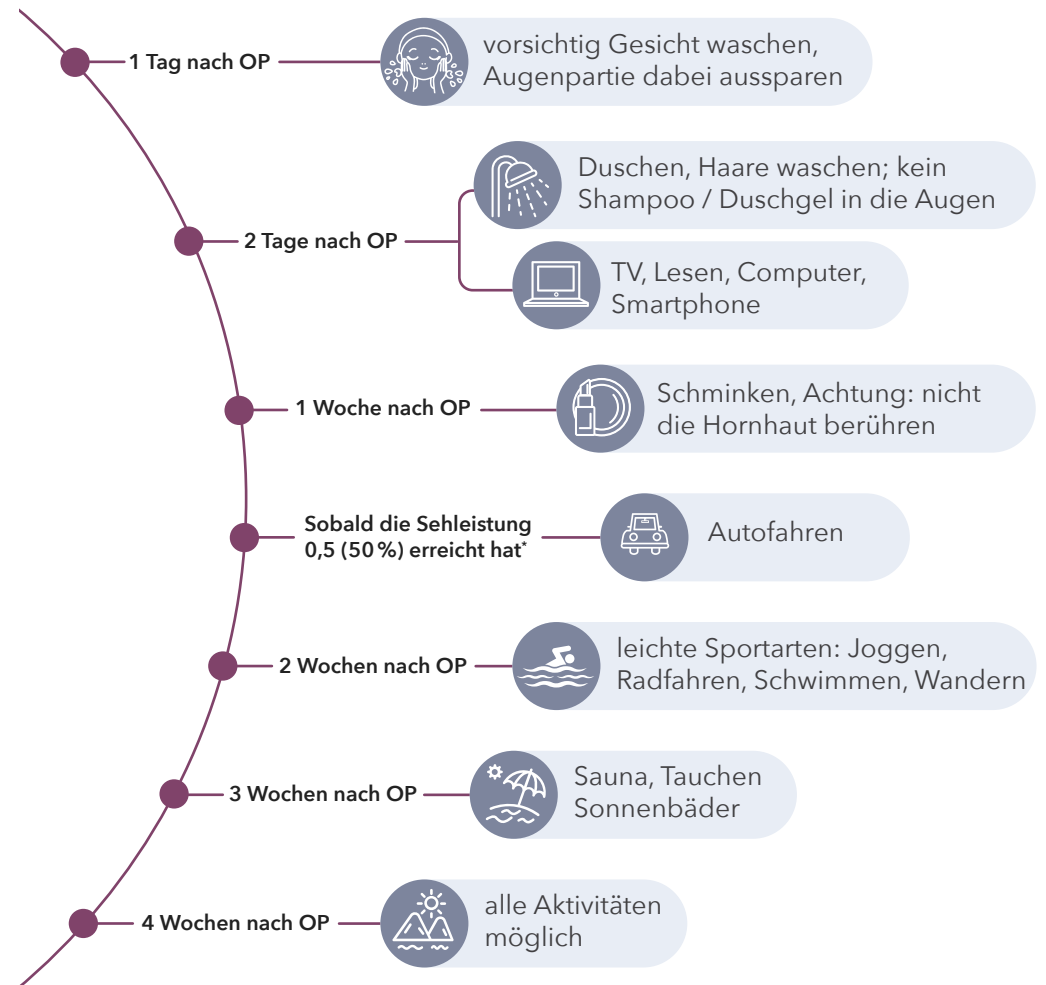 1 Tag nach OP
vorsichtig Gesicht waschen,
Augenpartie dabei aussparen
2 Tage nach OP
Duschen, Haare waschen; kein
Shampoo / Duschgel in die Augen
TV, Lesen, Computer,
Smartphone
1 Woche nach OP
Schminken, Achtung: nicht
die Hornhaut berühren
Sobald die Sehleistung
0,5 (50 %) erreicht hat*
Autofahren
2 Wochen nach OP
leichte Sportarten: Joggen,
Radfahren, Schwimmen, Wandern
3 Wochen nach OP
Sauna, Tauchen
Sonnenbäder
4 Wochen nach OP
alle Aktivitäten
möglich